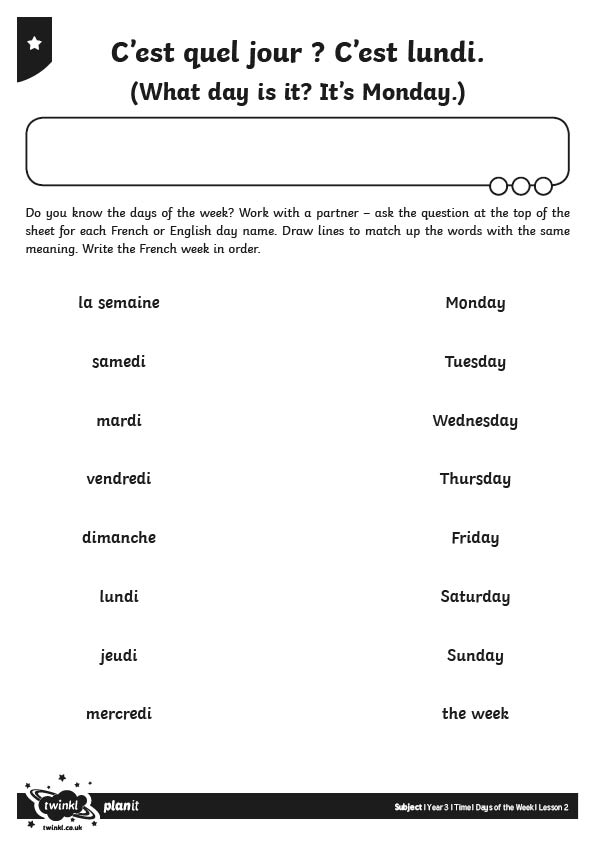 C’est quel jour ? C’est lundi.
(What day is it? It’s Monday.)
Do you know the days of the week? Work with a partner – ask the question at the top of the
sheet for each French or English day name. Draw lines to match up the words with the same
meaning. Write the French week in order.
la semaine Monday
samedi Tuesday
mardi Wednesday
vendredi Thursday
dimanche Friday
lundi Saturday
jeudi Sunday
mercredi the week
twinkl planit
twinkl.co.uk
Subject | Year 3 | Time | Days of the Week | Lesson 2